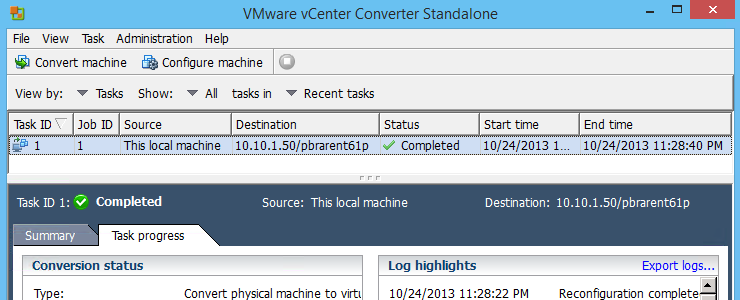 VMware vCenter Converter Standalone
File View Task Administration Help
Convert machine Configure machine
View by: Tasks Show: All tasks in Recent tasks
Task ID Job ID Source Destination Status Start time End time
1 1 This local machine 10.10.1.50/pbrarent61p Completed 10/24/2013 1... 10/24/2013 11:28:40 PM
Task ID 1: Completed Source: This local machine Destination: 10.10.1.50/pbrarent61p
Summary Task progress
Conversion status Log highlights Export logs...
Type: Convert physical machine to virtu 10/24/2013 11:28:22 PM Reconfiguration complete